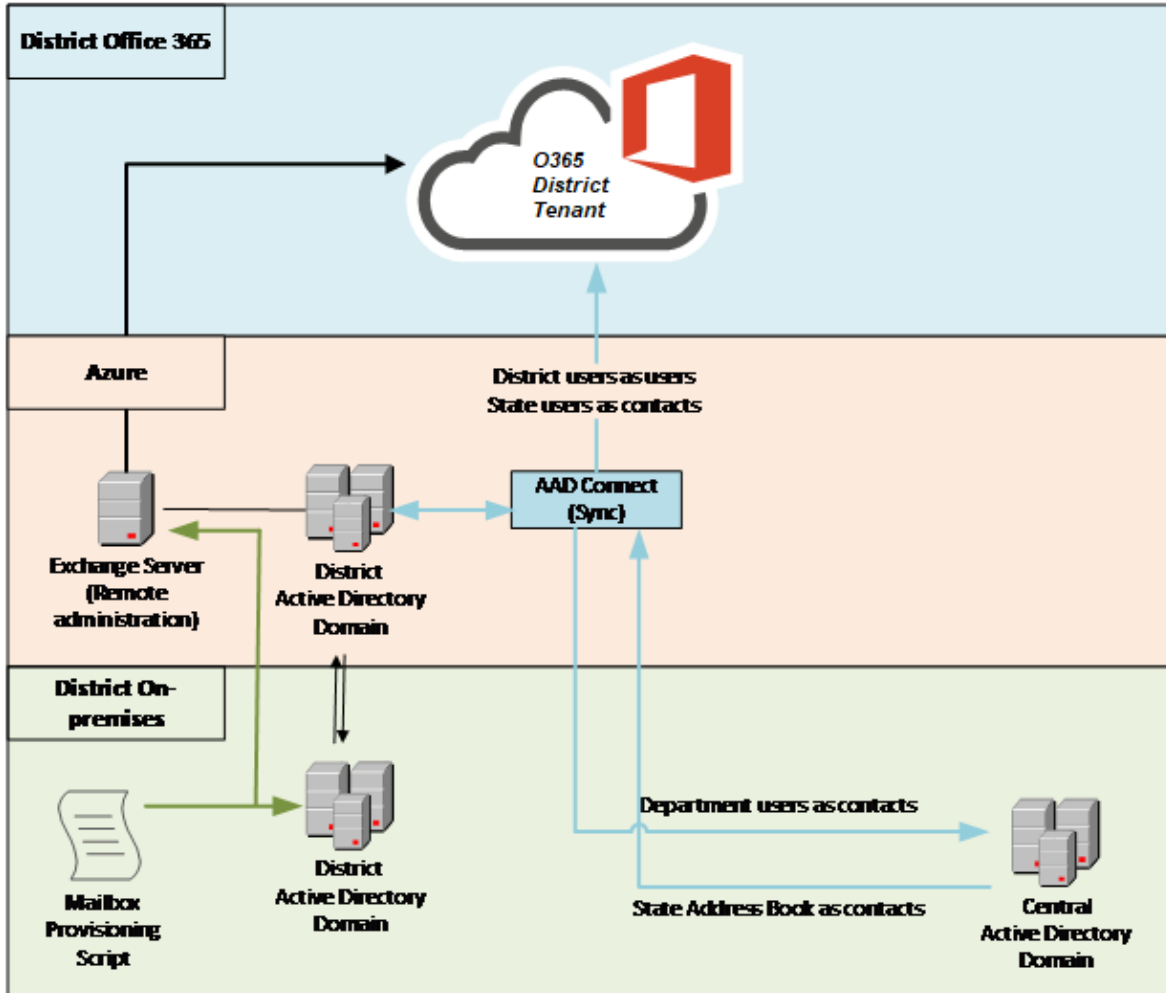 District Office 365
O365
District
Tenant
Azure
District users as users
State users as contacts
AAD Connect
(Sync)
Exchange Server
(Remote
administration)
District
Active Directory
Domain
District On-
premises
Department users as contacts
State Address Book as contacts
Mailbox
Provisioning
Script
District
Active Directory
Domain
Central
Active Directory
Domain